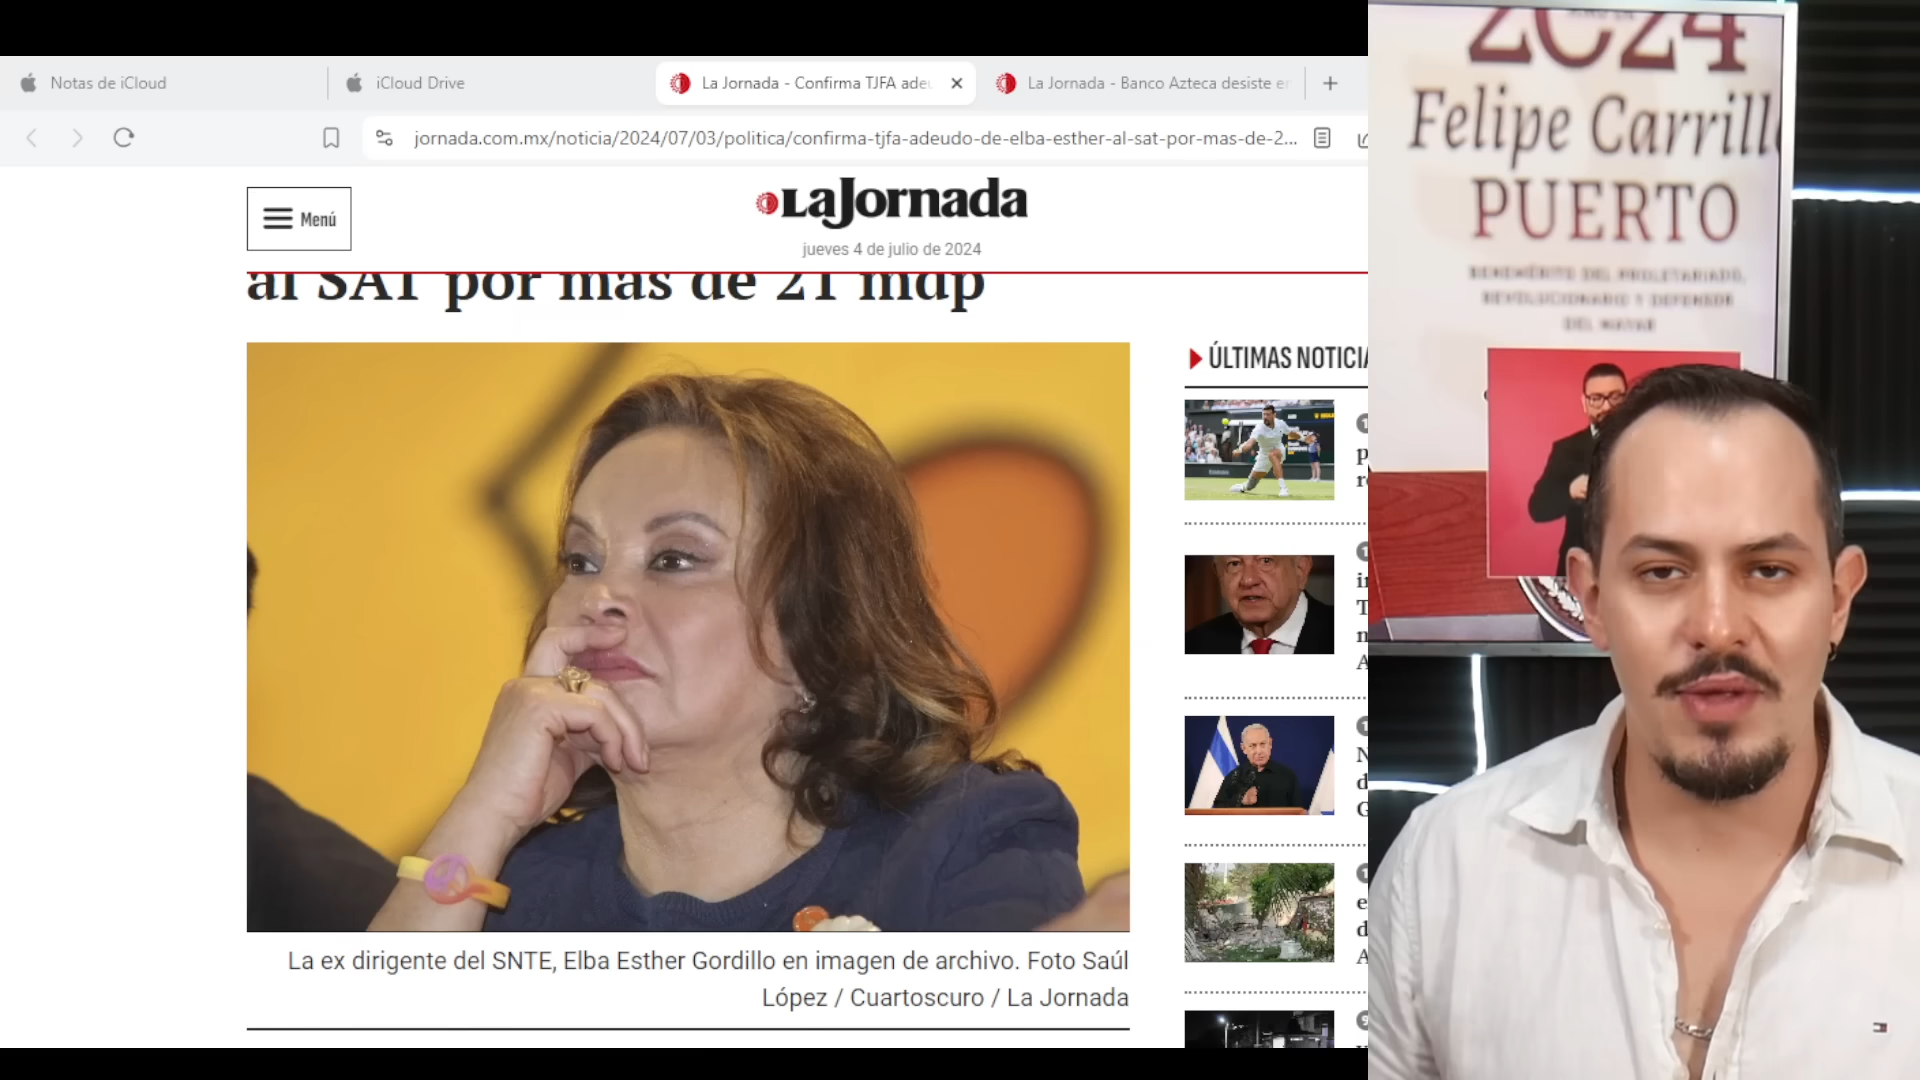 Notas de iCloud
iCloud Drive
La Jornada - Confirma TJFA adeu
La Jornada - Banco Azteca desiste e
jornada.com.mx/noticia/2024/07/03/politica/confirma-tjfa-adeudo-de-elba-esther-al-sat-por-mas-de-2...
Menú
La Jornada
jueves 4 de julio de 2024
al SAT por más de 21 mdp
ÚLTIMAS NOTICIA
La ex dirigente del SNTE, Elba Esther Gordillo en imagen de archivo. Foto Saúl
López / Cuartoscuro / La Jornada
2024
Felipe Carrill
PUERTO
BENEMÉRITO DEL PROLETARIADO,
REVOLUCIONARIO Y DEFENSOR
DEL MAYAB